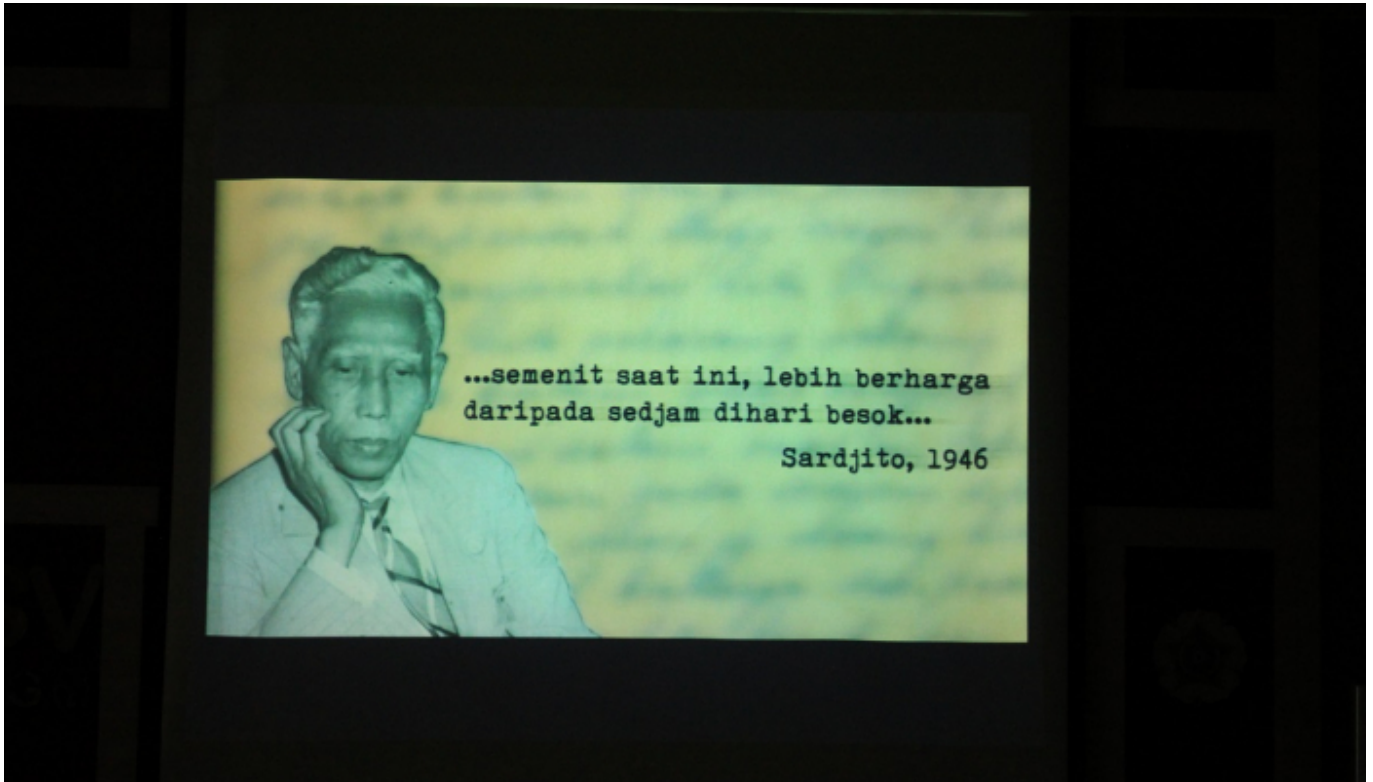 ...semenit saat ini, lebih berharga
daripada sedjam dihari besok...
Sardjito, 1946